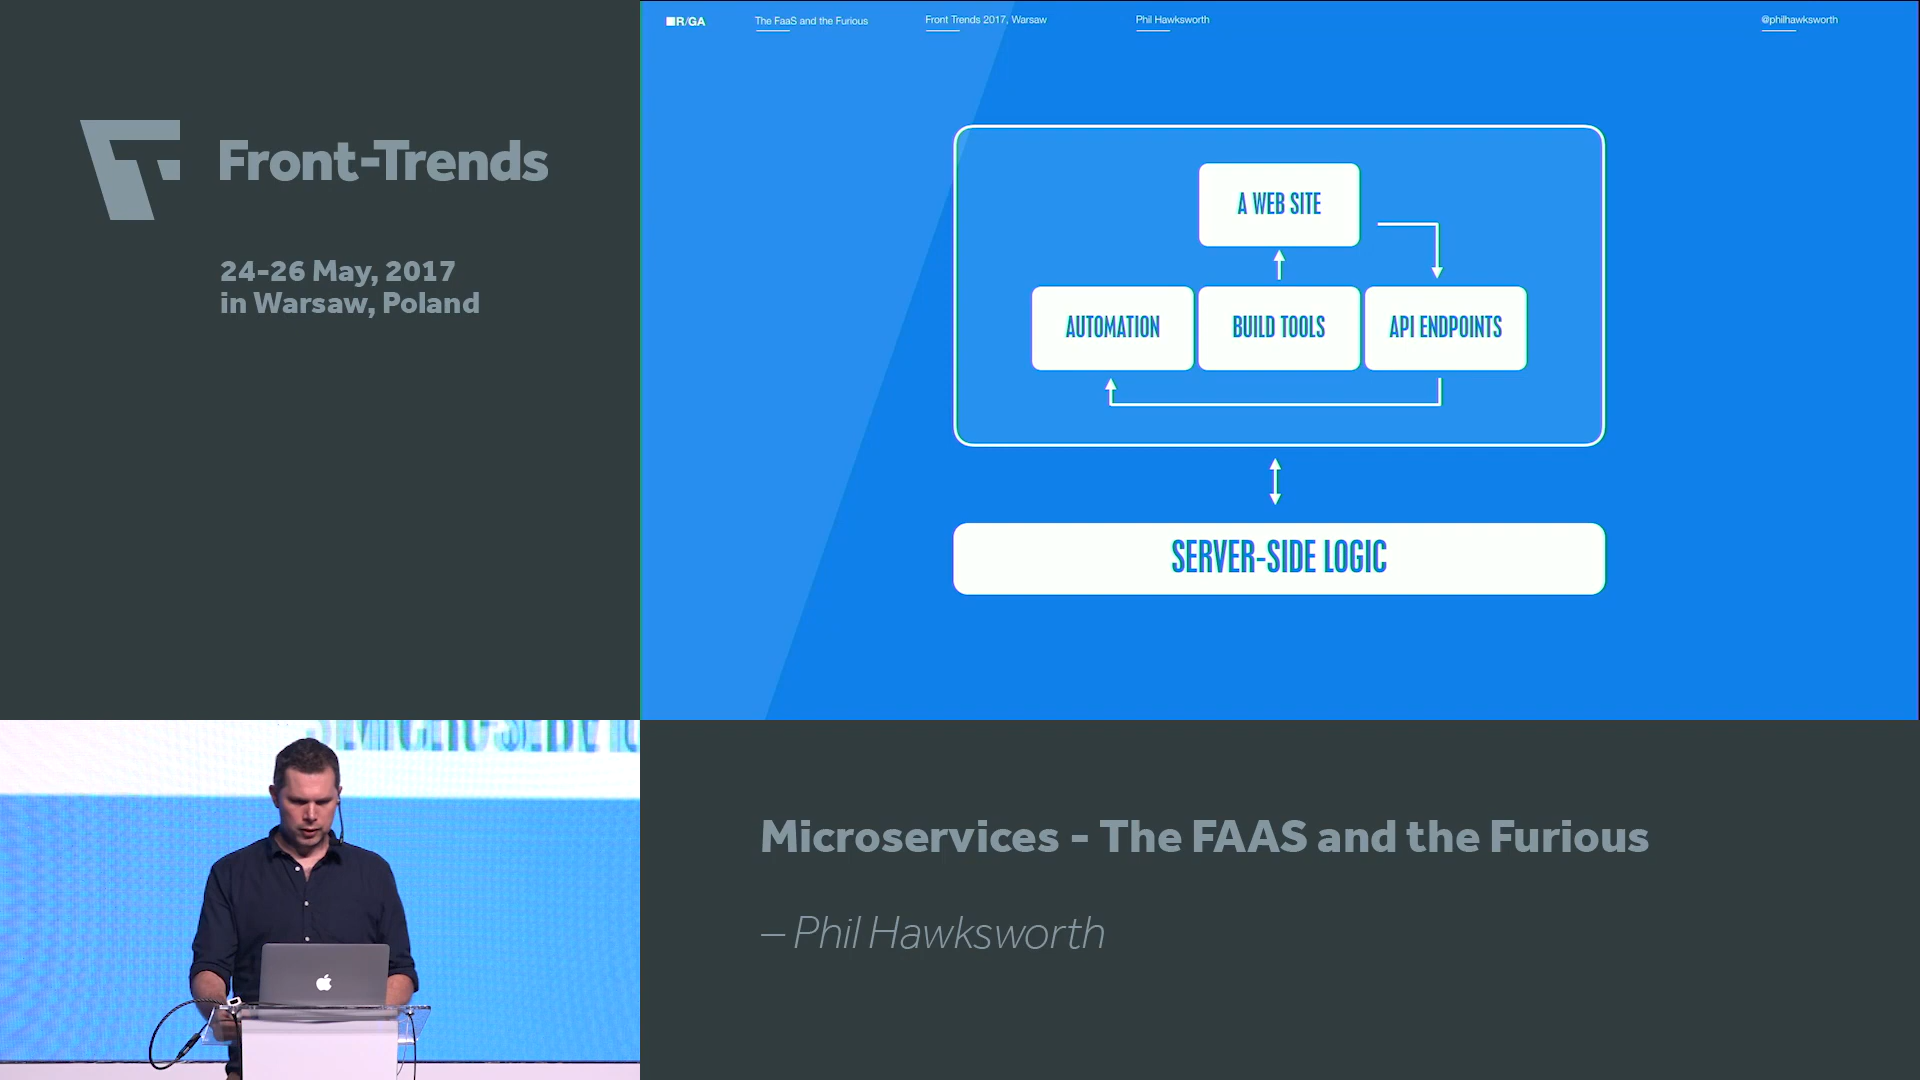 Front-Trends
24-26 May, 2017
in Warsaw, Poland
R/GA
The FaaS and the Furious
Front Trends 2017, Warsaw
Phil Hawksworth
@philhawksworth
A WEB SITE
AUTOMATION
BUILD TOOLS
API ENDPOINTS
SERVER-SIDE LOGIC
Microservices - The FAAS and the Furious
– Phil Hawksworth